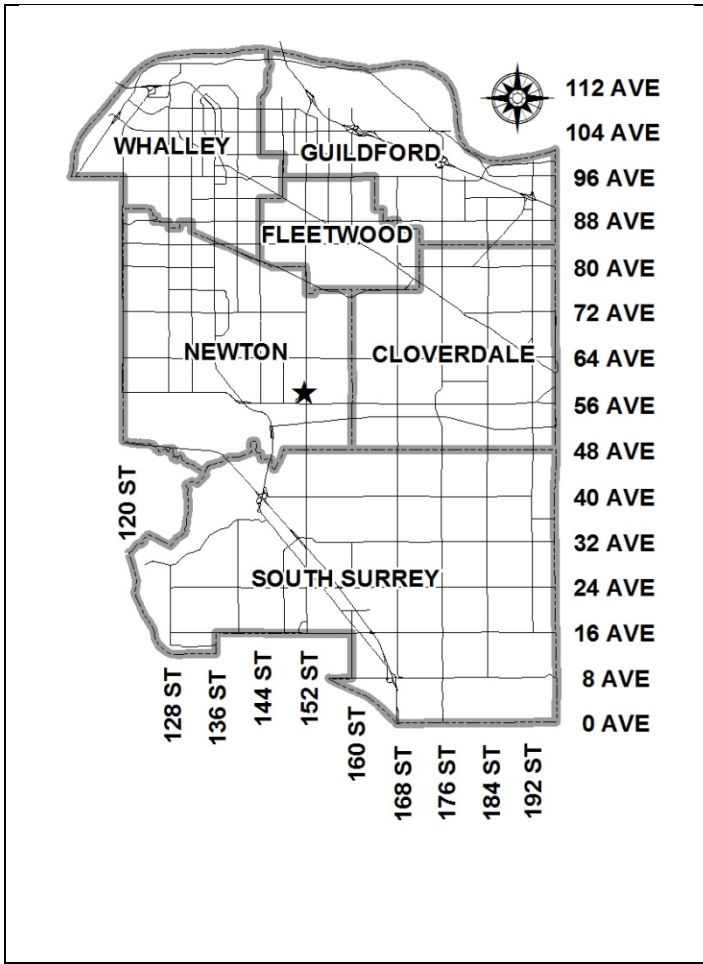 112 AVE
104 AVE
WHALLEY
GUILDFORD
96 AVE
88 AVE
FLEETWOOD
80 AVE
72 AVE
NEWTON
CLOVERDALE
64 AVE
56 AVE
48 AVE
120 ST
40 AVE
32 AVE
SOUTH SURREY
24 AVE
16 AVE
8 AVE
0 AVE
128 ST
136 ST
144 ST
152 ST
160 ST
168 ST
176 ST
184 ST
192 ST